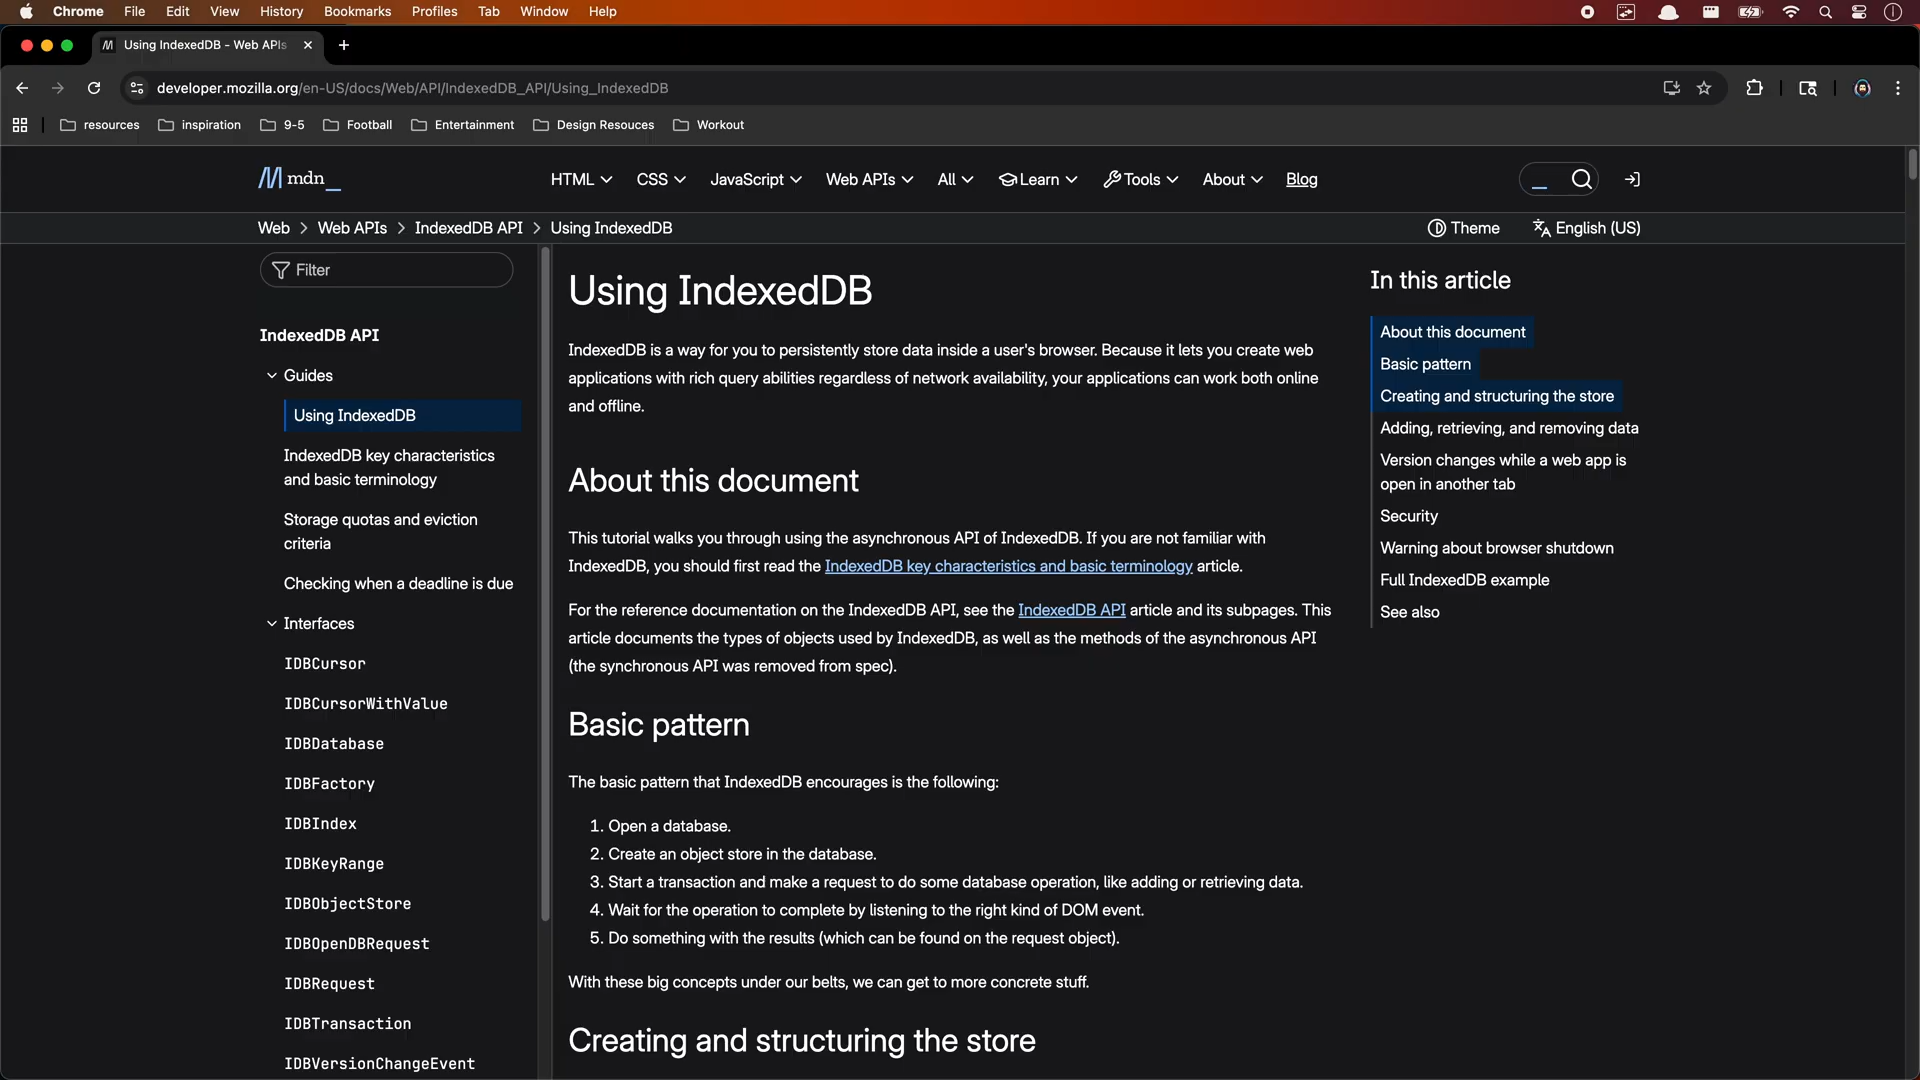 Chrome File Edit View History Bookmarks Profiles Tab Window Help
Using IndexedDB - Web APIs
developer.mozilla.org/en-US/docs/Web/API/IndexedDB_API/Using_IndexedDB
resources inspiration 9-5 Football Entertainment Design Resouces Workout
mdn_ HTML CSS JavaScript Web APIs All Learn Tools About Blog
Web Web APIs IndexedDB API Using IndexedDB Theme English (US)
Filter
IndexedDB API
Guides
Using IndexedDB
IndexedDB key characteristics
and basic terminology
Storage quotas and eviction
criteria
Checking when a deadline is due
Interfaces
IDBCursor
IDBCursorWithValue
IDBDatabase
IDBFactory
IDBIndex
IDBKeyRange
IDBObjectStore
IDBOpenDBRequest
IDBRequest
IDBTransaction
IDBVersionChangeEvent
Using IndexedDB
IndexedDB is a way for you to persistently store data inside a user's browser. Because it lets you create web
applications with rich query abilities regardless of network availability, your applications can work both online
and offline.
About this document
This tutorial walks you through using the asynchronous API of IndexedDB. If you are not familiar with
IndexedDB, you should first read the IndexedDB key characteristics and basic terminology article.
For the reference documentation on the IndexedDB API, see the IndexedDB API article and its subpages. This
article documents the types of objects used by IndexedDB, as well as the methods of the asynchronous API
(the synchronous API was removed from spec).
Basic pattern
The basic pattern that IndexedDB encourages is the following:
1. Open a database.
2. Create an object store in the database.
3. Start a transaction and make a request to do some database operation, like adding or retrieving data.
4. Wait for the operation to complete by listening to the right kind of DOM event.
5. Do something with the results (which can be found on the request object).
With these big concepts under our belts, we can get to more concrete stuff.
Creating and structuring the store
In this article
About this document
Basic pattern
Creating and structuring the store
Adding, retrieving, and removing data
Version changes while a web app is
open in another tab
Security
Warning about browser shutdown
Full IndexedDB example
See also